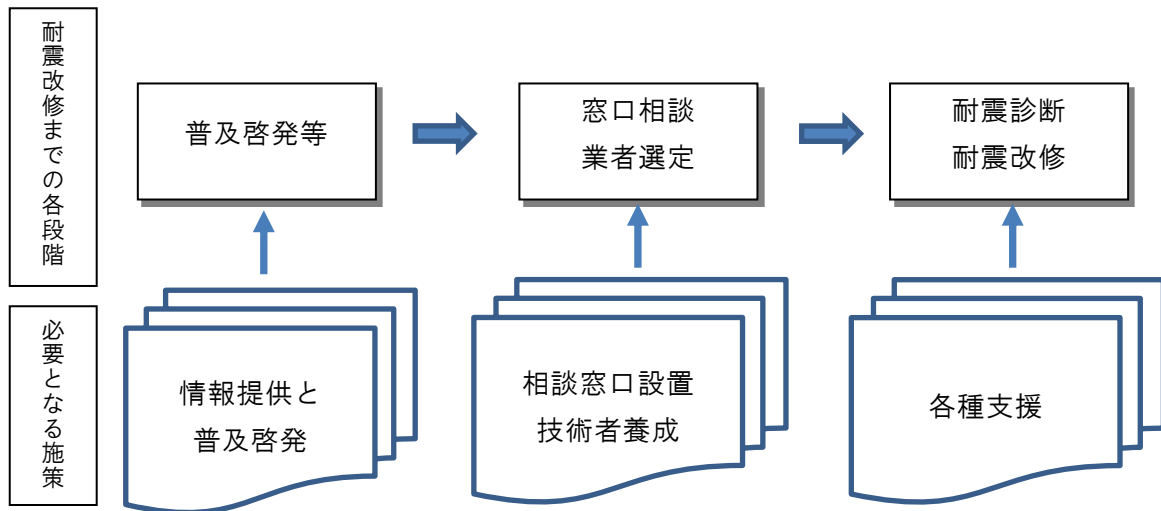 耐震改修までの各段階
普及啓発等
窓口相談
業者選定
耐震診断
耐震改修
必要となる施策
情報提供と
普及啓発
相談窓口設置
技術者養成
各種支援